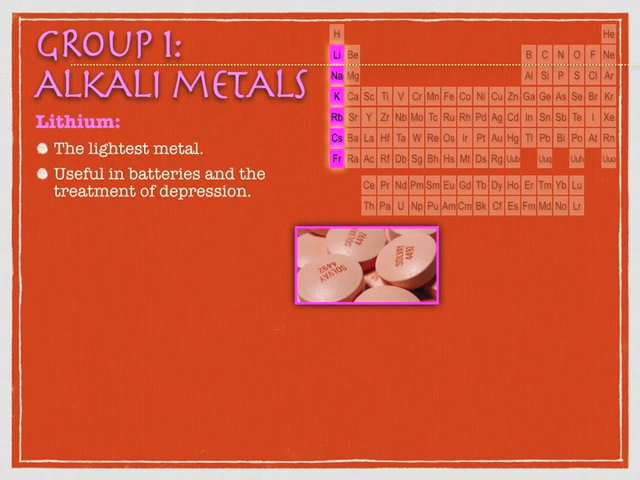 GROUP 1:
ALKALI METALS
Lithium:
The lightest metal.
Useful in batteries and the
treatment of depression.
H He
Li Be B C N O F Ne
Na Mg Al Si P S Cl Ar
K Ca Sc Ti V Cr Mn Fe Co Ni Cu Zn Ga Ge As Se Br Kr
Rb Sr Y Zr Nb Mo Tc Ru Rh Pd Ag Cd In Sn Sb Te I Xe
Cs Ba La Hf Ta W Re Os Ir Pt Au Hg Tl Pb Bi Po At Rn
Fr Ra Ac Rf Db Sg Bh Hs Mt Ds Rg Uub Uuq Uuh Uuo
Ce Pr Nd Pm Sm Eu Gd Tb Dy Ho Er Tm Yb Lu
Th Pa U Np Pu Am Cm Bk Cf Es Fm Md No Lr
SOLVAY
4492
SOLVAY
4492
SOLVAY
4492